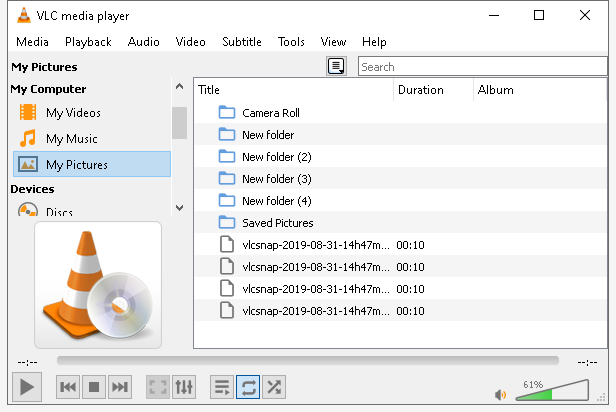 VLC media player
Media Playback Audio Video Subtitle Tools View Help
My Pictures
Search
My Computer
My Videos
My Music
My Pictures
Devices
Discs
Title Duration Album
Camera Roll
New folder
New folder (2)
New folder (3)
New folder (4)
Saved Pictures
vlcsnap-2019-08-31-14h47m... 00:10
vlcsnap-2019-08-31-14h47m... 00:10
vlcsnap-2019-08-31-14h47m... 00:10
vlcsnap-2019-08-31-14h47m... 00:10
--:-- --:--
61%